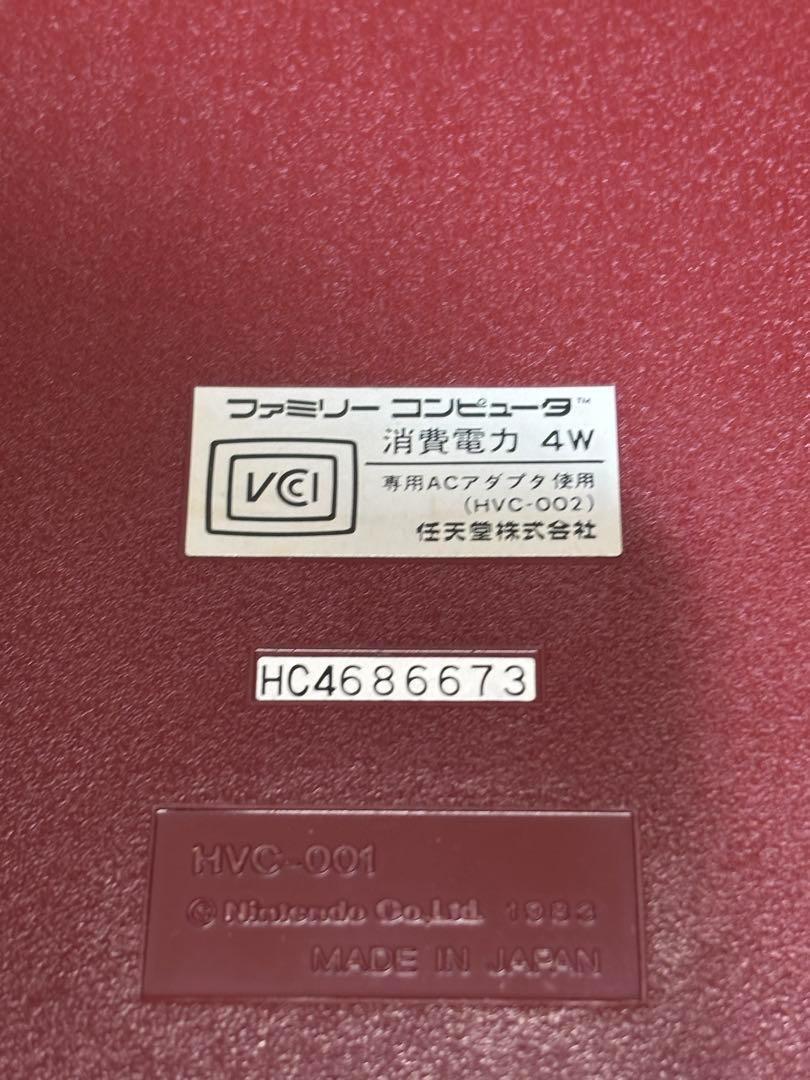 ファミリー コンピュータ™
消費電力 4W
VCCI
専用ACアダプタ使用
(HVC-002)
任天堂株式会社
HC4686673
HVC-001
© Nintendo Co., Ltd. 1983
MADE IN JAPAN